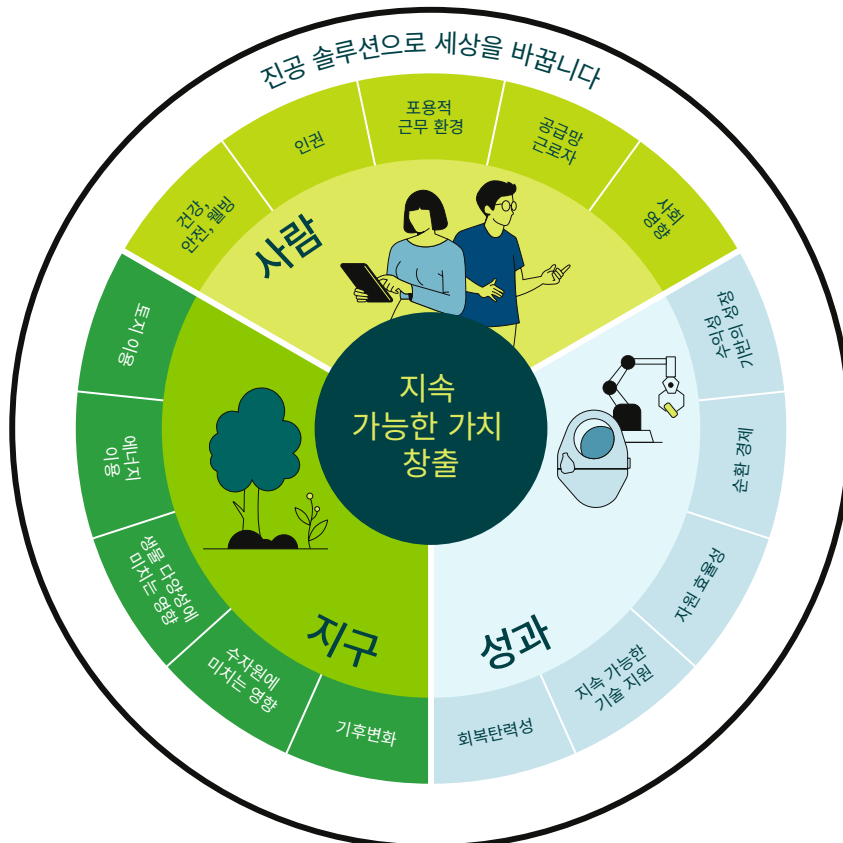 진공 솔루션으로 세상을 바꿉니다
건강,
안전, 웰빙
인권
포용적
근무 환경
공급망
근로자
사회
영향
사람
수익성
기반의 성장
순환 경제
자원 효율성
지속 가능한
기술 지원
회복탄력성
성과
기후변화
수자원에
미치는 영향
생물 다양성에
미치는 영향
에너지
이용
토지 이용
지구
지속
가능한 가치
창출